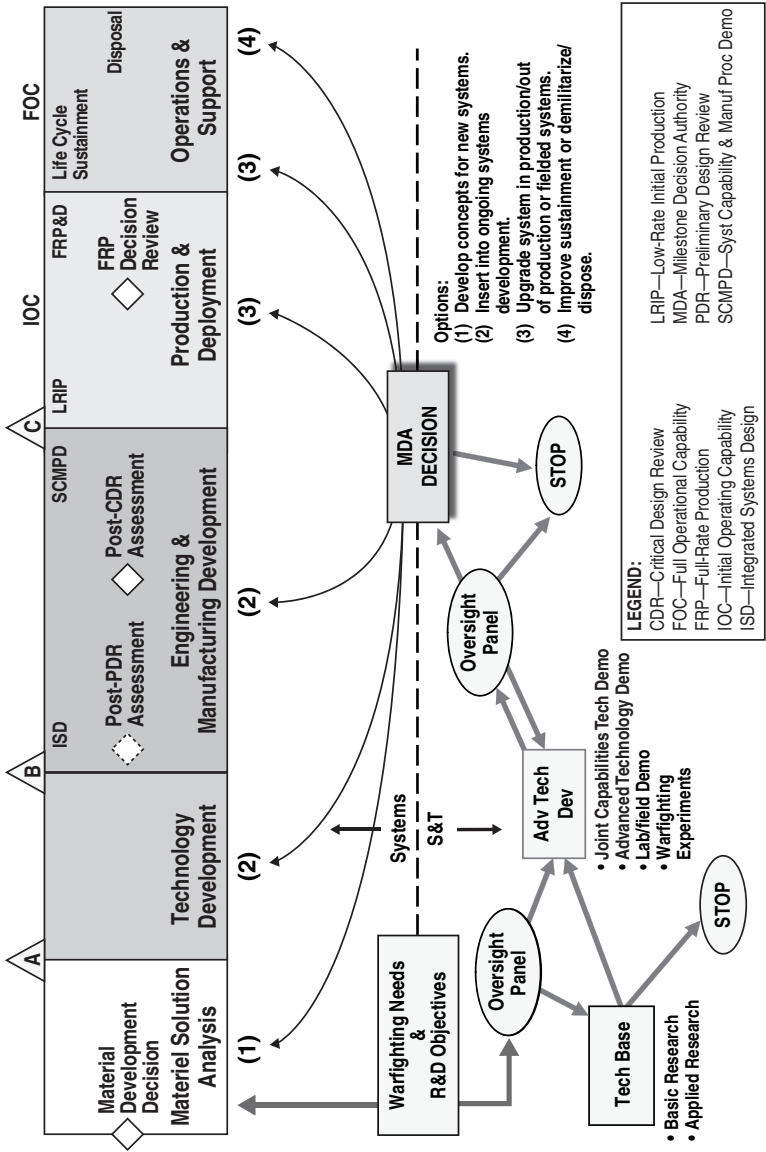 IOC
FOC
A
B
C
Material
Development
Decision
Materiel Solution
Analysis
Technology
Development
ISD
SCMPD
Post-PDR
Assessment
Post-CDR
Assessment
Engineering &
Manufacturing Development
LRIP
FRP&D
FRP
Decision
Review
Production &
Deployment
Life Cycle
Sustainment
Disposal
Operations &
Support
(1)
(2)
(2)
(3)
(3)
(4)
Systems
S&T
Warfighting Needs
&
R&D Objectives
MDA
DECISION
Options:
(1) Develop concepts for new systems.
(2) Insert into ongoing systems
development.
(3) Upgrade system in production/out
of production or fielded systems.
(4) Improve sustainment or demilitarize/
dispose.
Oversight
Panel
Oversight
Panel
STOP
Tech Base
• Basic Research
• Applied Research
STOP
Adv Tech
Dev
• Joint Capabilities Tech Demo
• AdvancedTechnology Demo
• Lab/field Demo
• Warfighting
Experiments
LEGEND:
CDR—Critical Design Review
FOC—Full Operational Capability
FRP—Full-Rate Production
IOC—Initial Operating Capability
ISD—Integrated Systems Design
LRIP—Low-Rate Initial Production
MDA—Milestone Decision Authority
PDR—Preliminary Design Review
SCMPD—Syst Capability & Manuf Proc Demo